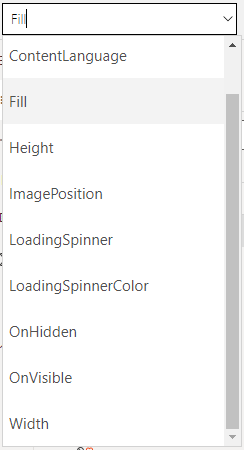 Fill
ContentLanguage
Fill
Height
ImagePosition
LoadingSpinner
LoadingSpinnerColor
OnHidden
OnVisible
Width